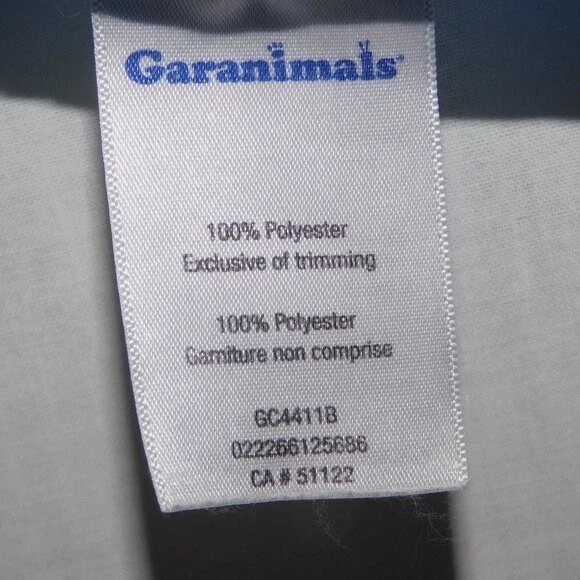 Garanimals®
100% Polyester
Exclusive of trimming
100% Polyester
Garniture non comprise
GC4411B
022266125686
CA # 51122